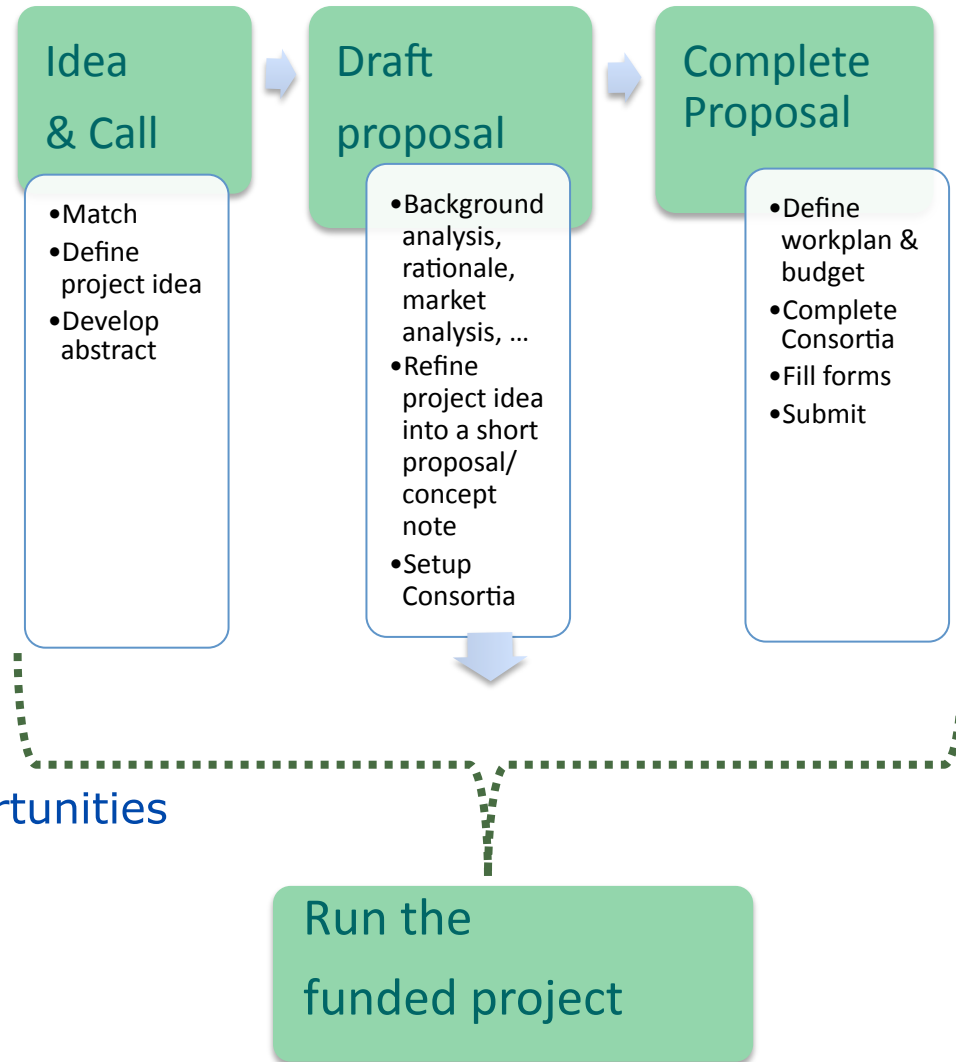 Idea
& Call
•Match
•Define
project idea
•Develop
abstract
Draft
proposal
•Background
analysis,
rationale,
market
analysis, ...
•Refine
project idea
into a short
proposal/
concept
note
•Setup
Consortia
Complete
Proposal
•Define
workplan &
budget
•Complete
Consortia
•Fill forms
•Submit
rtunities
Run the
funded project